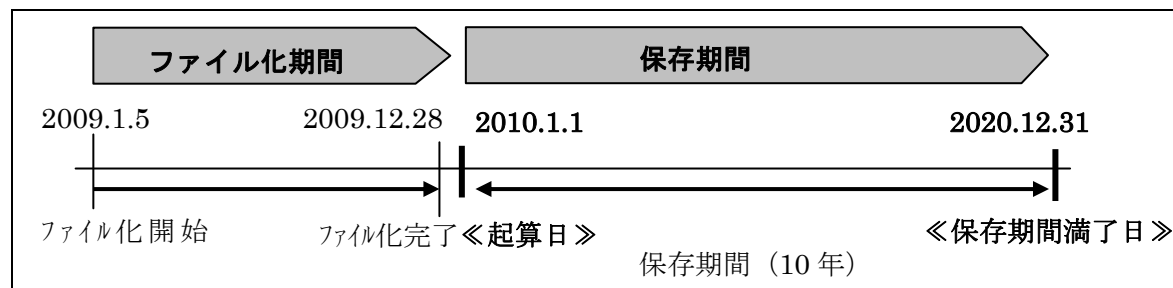 ファイル化期間 保存期間
2009.1.5 2009.12.28 2010.1.1 2020.12.31
ファイル化開始 ファイル化完了≪起算日≫ ≪保存期間満了日≫
保存期間（10 年）